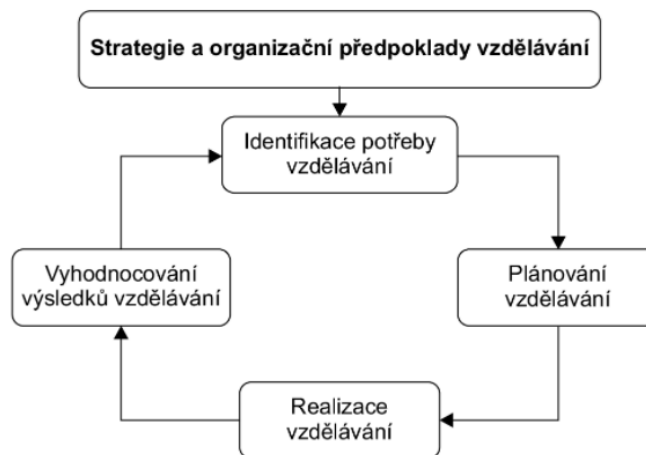 Strategie a organizační předpoklady vzdělávání
Identifikace potřeby
vzdělávání
Vyhodnocování
výsledků vzdělávání
Plánování
vzdělávání
Realizace
vzdělávání